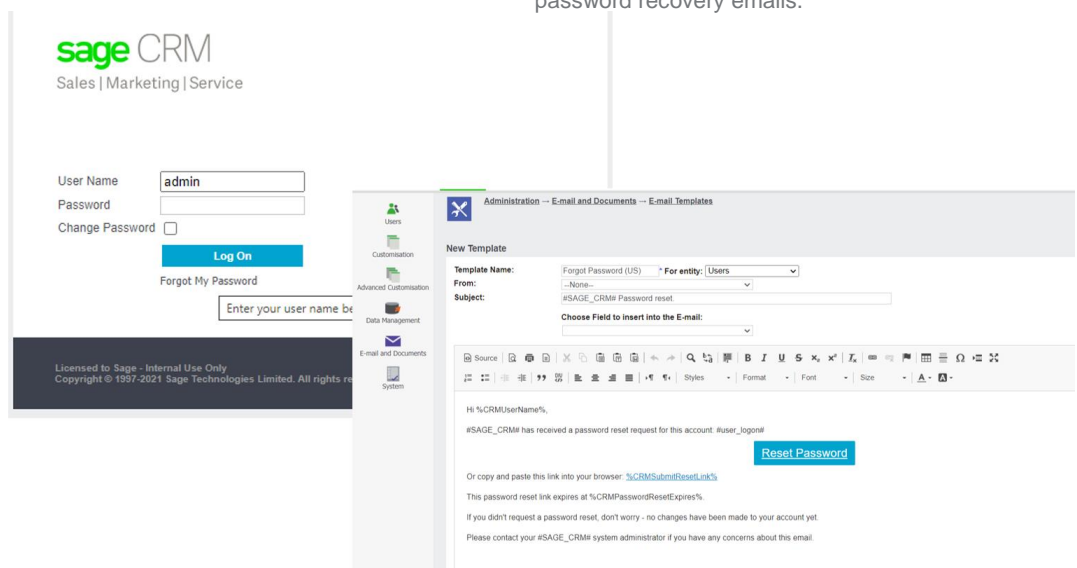 password recovery emails.
sage CRM
Sales | Marketing | Service
User Name
admin
Password
Change Password
Log On
Forgot My Password
Enter your user name be
Licensed to Sage - Internal Use Only
Copyright © 1997-2021 Sage Technologies Limited. All rights re
Users
Customisation
Advanced Customisation
Data Management
E-mail and Documents
System
Administration → E-mail and Documents → E-mail Templates
New Template
Template Name: Forgot Password (US) * For entity: Users
From: --None--
Subject: #SAGE_CRM# Password reset
Choose Field to insert into the E-mail:
Source B I U S x₂ x² Ix Ω
Styles Format Font Size A A
Hi %CRMUserName%,
#SAGE_CRM# has received a password reset request for this account: #user_logon#
Reset Password
Or copy and paste this link into your browser: %CRMSubmitResetLink%
This password reset link expires at %CRMPasswordResetExpires%.
If you didn't request a password reset, don't worry - no changes have been made to your account yet.
Please contact your #SAGE_CRM# system administrator if you have any concerns about this email.